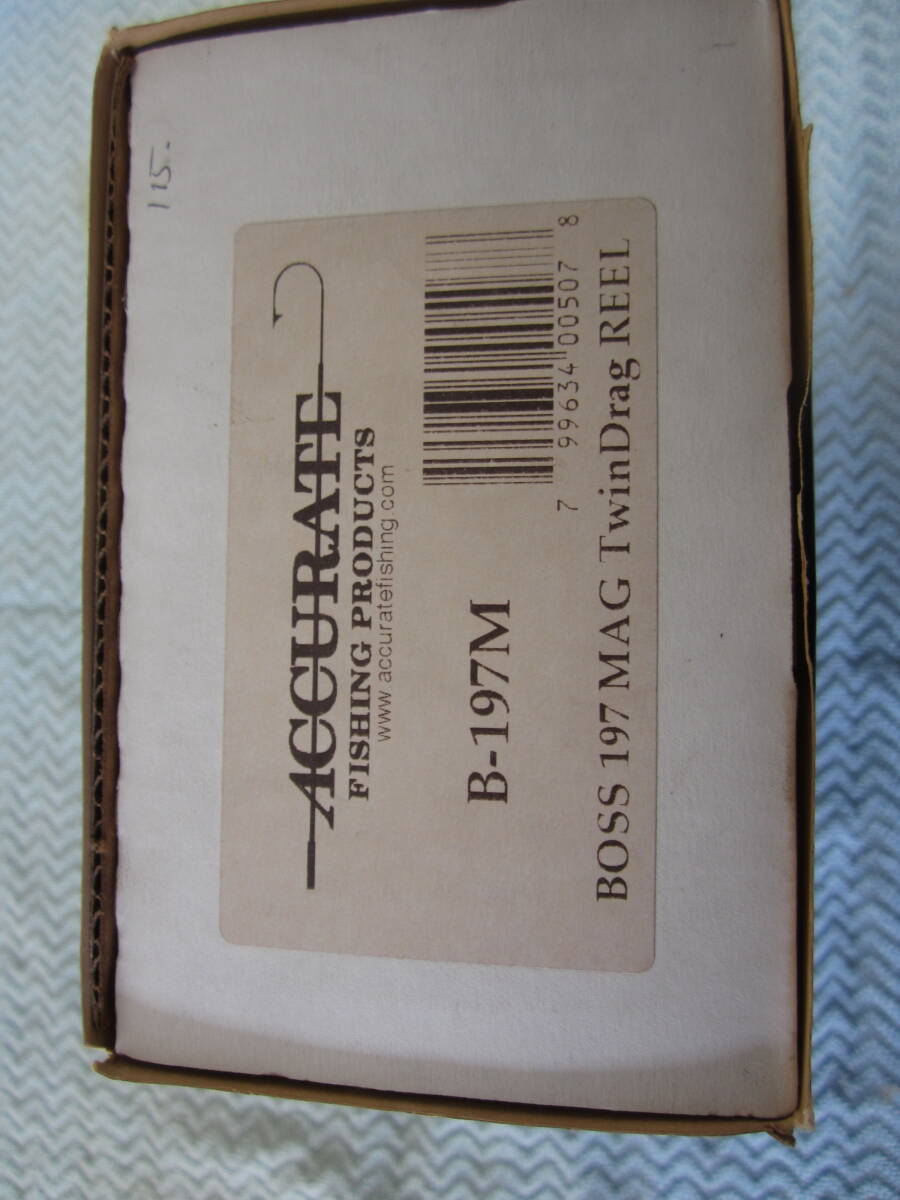 115.-
ACCURATE
FISHING PRODUCTS
www.accuratefishing.com
B-197M
7 99634 00507 8
BOSS 197 MAG TwinDrag REEL